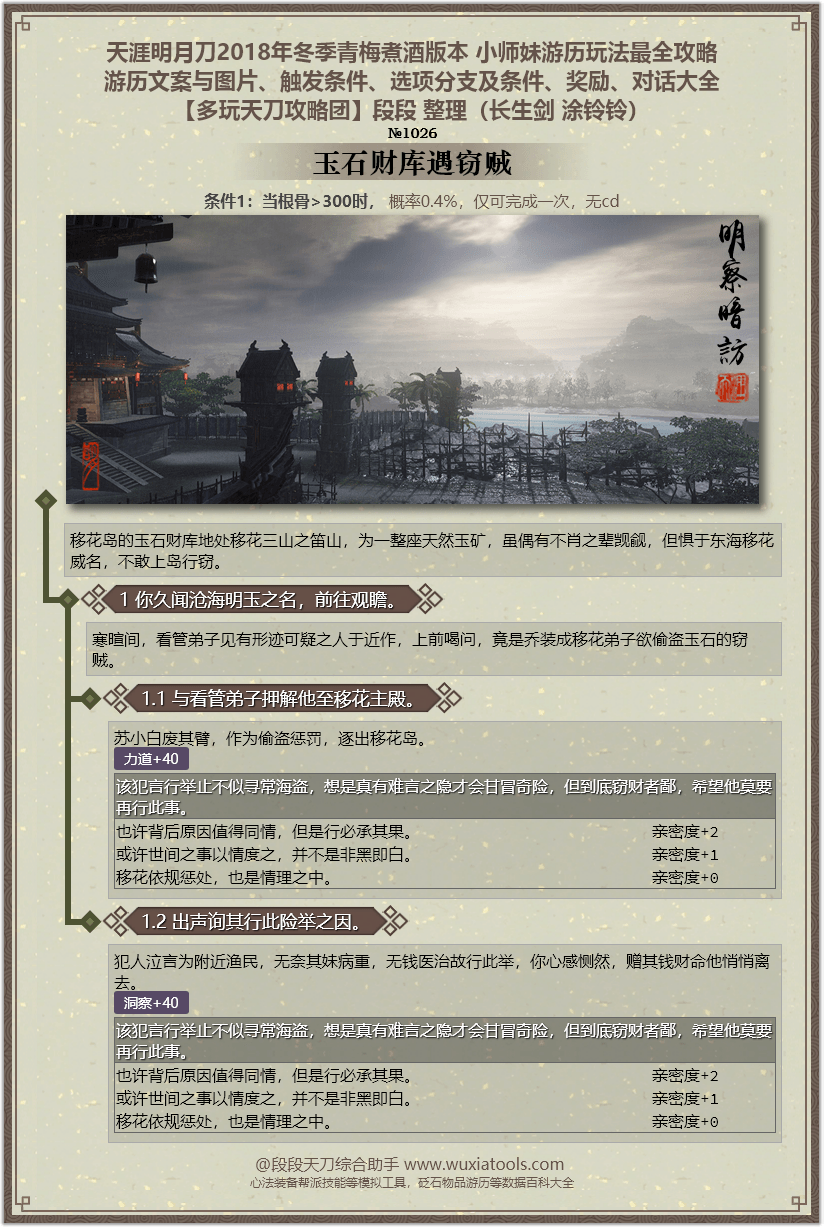 天涯明月刀2018年冬季青梅煮酒版本 小师妹游历玩法最全攻略
游历文案与图片、触发条件、选项分支及条件、奖励、对话大全
【多玩天刀攻略团】段段 整理（长生剑 涂铃铃）
№1026
玉石财库遇窃贼
条件1：当根骨>300时， 概率0.4%，仅可完成一次，无cd
明察暗訪
移花岛的玉石财库地处移花三山之笛山，为一整座天然玉矿，虽偶有不肖之辈觊觎，但惧于东海移花
威名，不敢上岛行窃。
1 你久闻沧海明玉之名，前往观瞻。
寒暄间，看管弟子见有形迹可疑之人于近作，上前喝问，竟是乔装成移花弟子欲偷盗玉石的窃
贼。
1.1 与看管弟子押解他至移花主殿。
苏小白废其臂，作为偷盗惩罚，逐出移花岛。
力道+40
该犯言行举止不似寻常海盗，想是真有难言之隐才会甘冒奇险，但到底窃财者鄙，希望他莫要
再行此事。
也许背后原因值得同情，但是行必承其果。 亲密度+2
或许世间之事以情度之，并不是非黑即白。 亲密度+1
移花依规惩处，也是情理之中。 亲密度+0
1.2 出声询其行此险举之因。
犯人泣言为附近渔民，无奈其妹病重，无钱医治故行此举，你心感恻然，赠其钱财命他悄悄离
去。
洞察+40
该犯言行举止不似寻常海盗，想是真有难言之隐才会甘冒奇险，但到底窃财者鄙，希望他莫要
再行此事。
也许背后原因值得同情，但是行必承其果。 亲密度+2
或许世间之事以情度之，并不是非黑即白。 亲密度+1
移花依规惩处，也是情理之中。 亲密度+0
@段段天刀综合助手 www.wuxiatools.com
心法装备帮派技能等模拟工具，砭石物品游历等数据百科大全